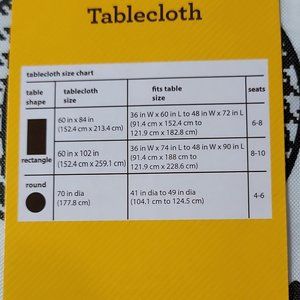 Tablecloth
tablecloth size chart
table shape
tablecloth size
fits table size
seats
rectangle
60 in x 84 in
(152.4 cm x 213.4 cm)
36 in W x 60 in L to 48 in W x 72 in L
(91.4 cm x 152.4 cm to
121.9 cm x 182.8 cm)
6-8
60 in x 102 in
(152.4 cm x 259.1 cm)
36 in W x 74 in L to 48 in W x 90 in L
(91.4 cm x 188 cm to
121.9 cm x 228.6 cm)
8-10
round
70 in dia
(177.8 cm)
41 in dia to 49 in dia
(104.1 cm to 124.5 cm)
4-6